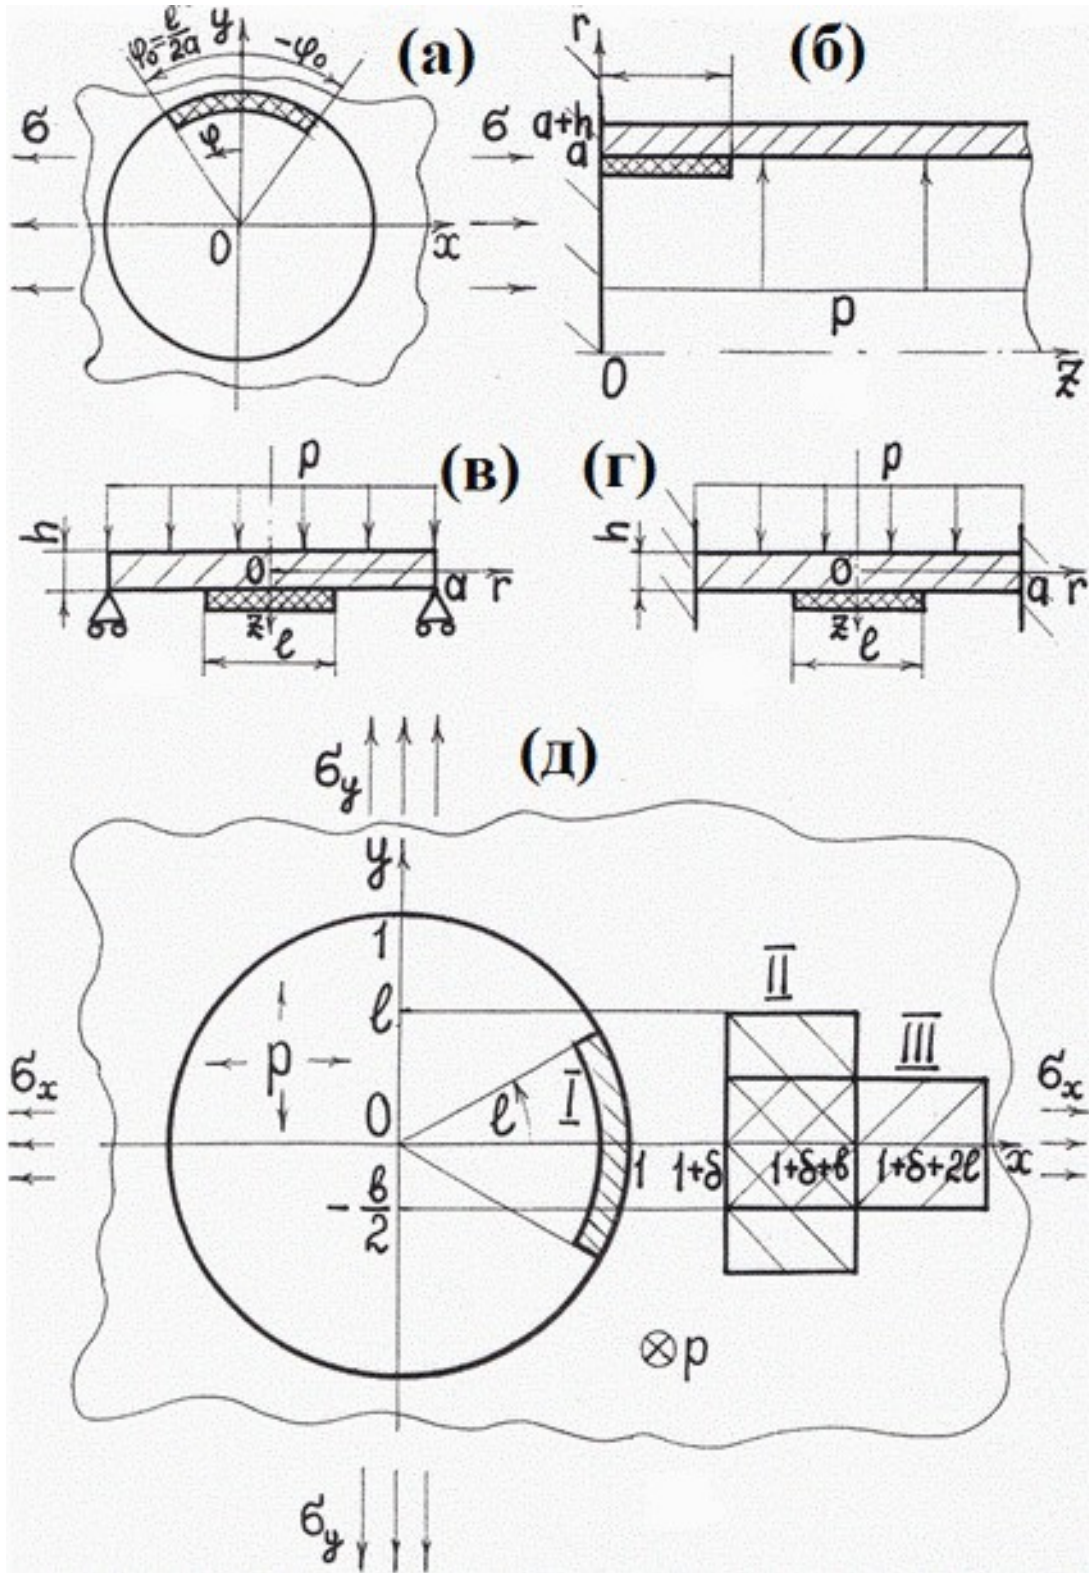 φ₀=ℓ/2a
y
-φ₀
(а)
φ
σ
σ
0
x
r
(б)
a+h
a
p
0
z
p
(в)
h
0
a
r
z
ℓ
p
(г)
h
0
a
r
z
ℓ
σy
(д)
y
1
ℓ
II
III
p
σx
0
ℓ
I
σx
1
1+δ
1+δ+ℓ
1+δ+2ℓ
x
-ℓ/2
⊗p
σy